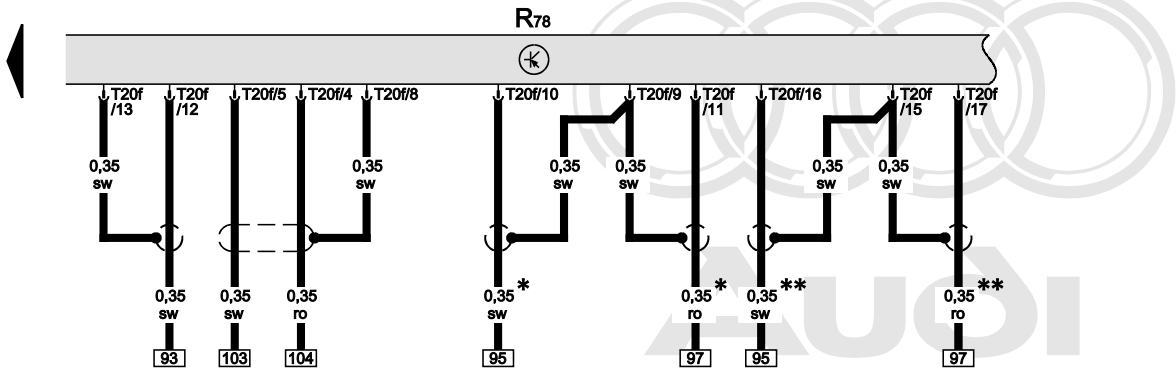 R78
T20f
/13
T20f
/12
T20f/5
T20f/4
T20f/8
T20f/10
T20f/9
T20f
/11
T20f/16
T20f
/15
T20f
/17
0,35
sw
0,35
sw
0,35
sw
0,35
sw
0,35
sw
0,35
sw
0,35
sw
0,35
sw
0,35
ro
0,35
sw
*
0,35
ro
*
0,35
sw
**
0,35
ro
**
93
103
104
95
97
95
97
AUDI